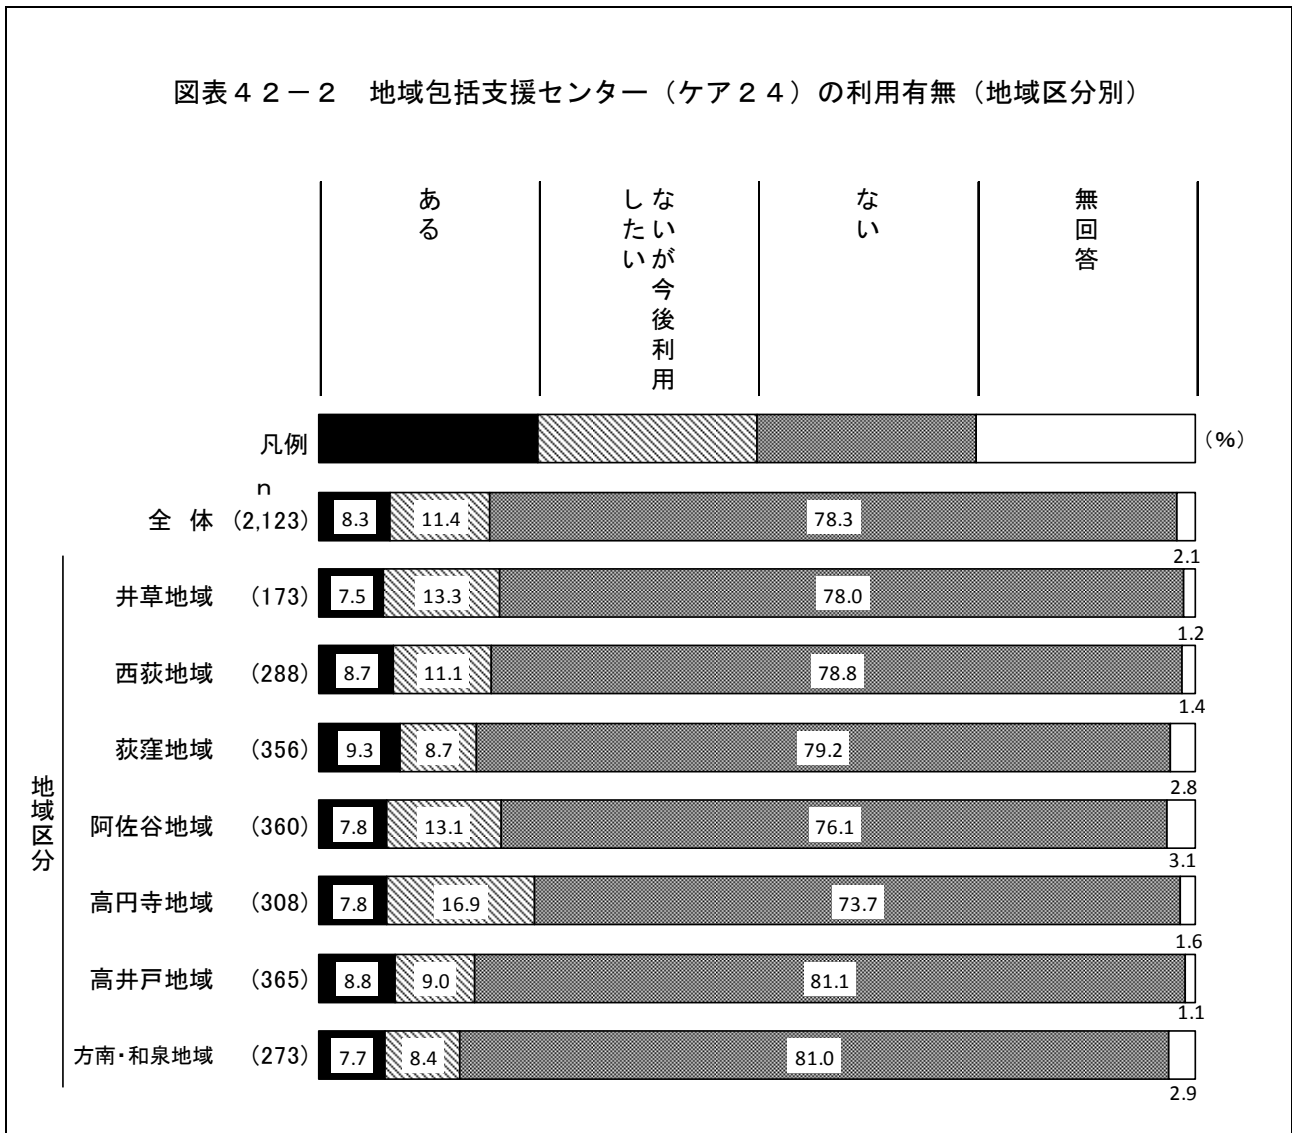 図表４２－２　地域包括支援センター（ケア２４）の利用有無（地域区分別）
ある
ないが今後利用
したい
ない
無回答
凡例
(%)
n
全 体 (2,123) 8.3 11.4 78.3 2.1
地域区分
井草地域 (173) 7.5 13.3 78.0 1.2
西荻地域 (288) 8.7 11.1 78.8 1.4
荻窪地域 (356) 9.3 8.7 79.2 2.8
阿佐谷地域 (360) 7.8 13.1 76.1 3.1
高円寺地域 (308) 7.8 16.9 73.7 1.6
高井戸地域 (365) 8.8 9.0 81.1 1.1
方南・和泉地域 (273) 7.7 8.4 81.0 2.9